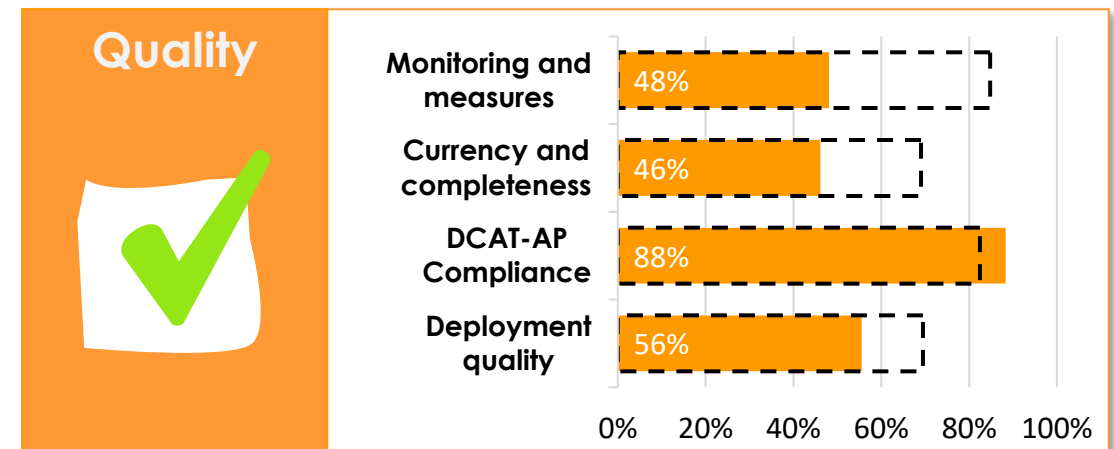 Quality
Monitoring and
measures
48%
Currency and
completeness
46%
DCAT-AP
Compliance
88%
Deployment
quality
56%
0% 20% 40% 60% 80% 100%